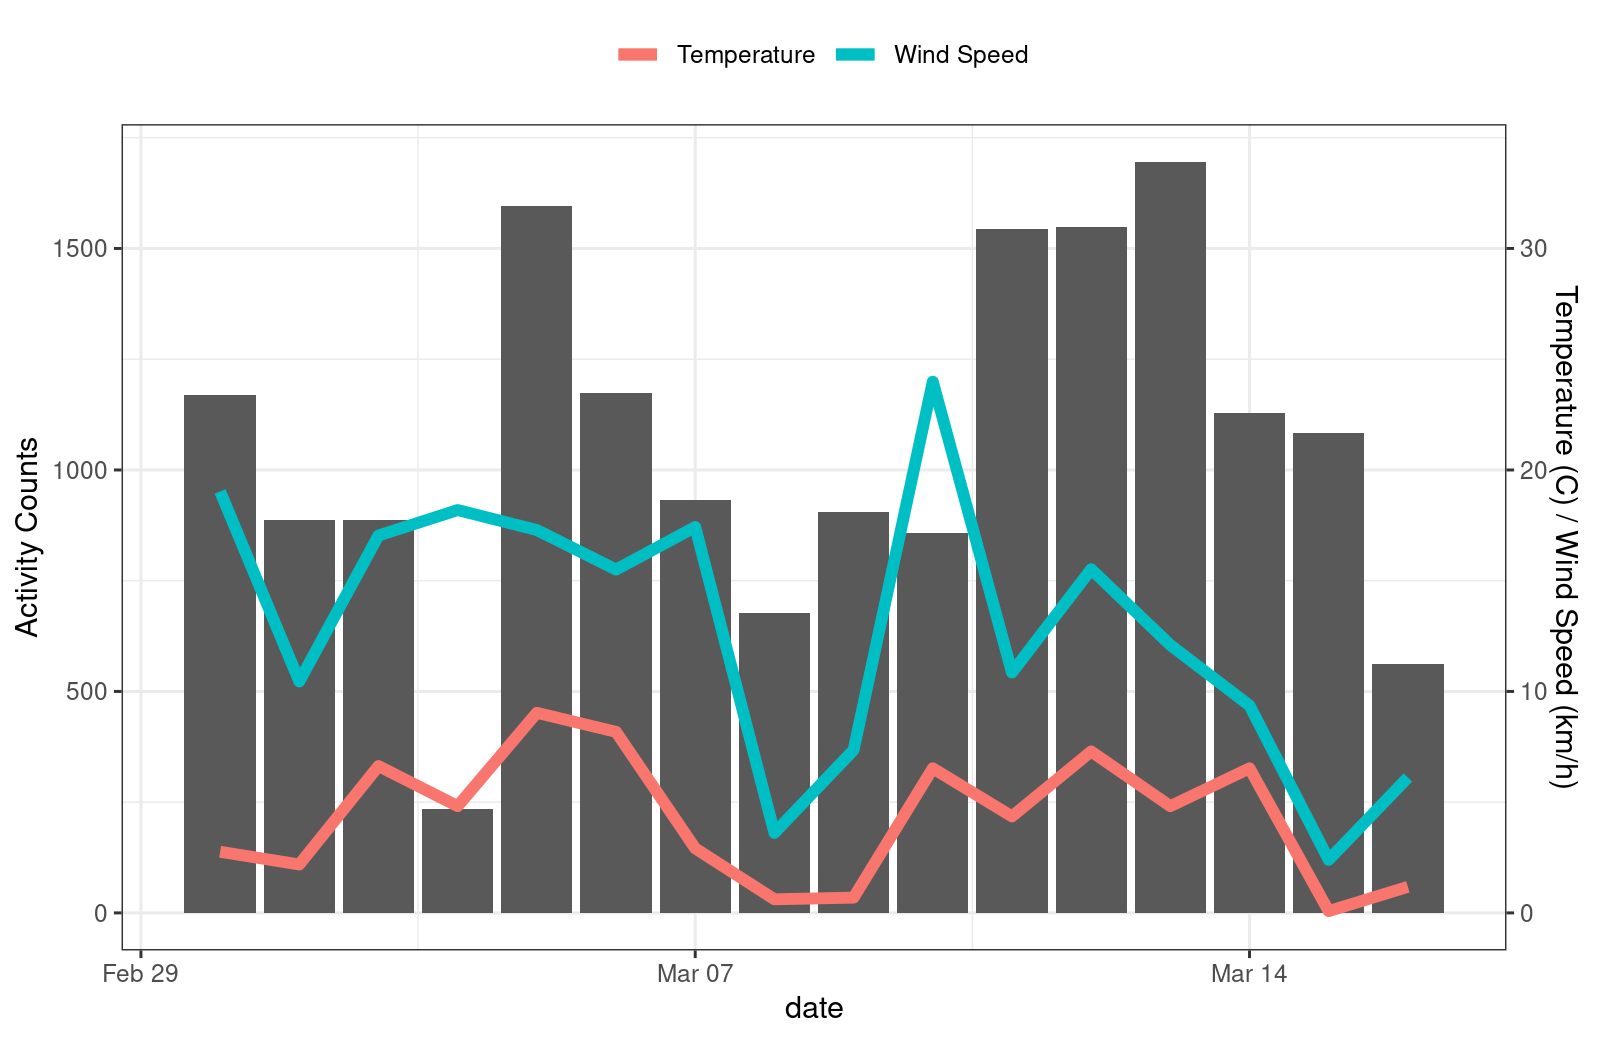 Temperature Wind Speed
1500
1000
500
0
Activity Counts
30
20
10
0
Temperature (C) / Wind Speed (km/h)
Feb 29 Mar 07 Mar 14
date